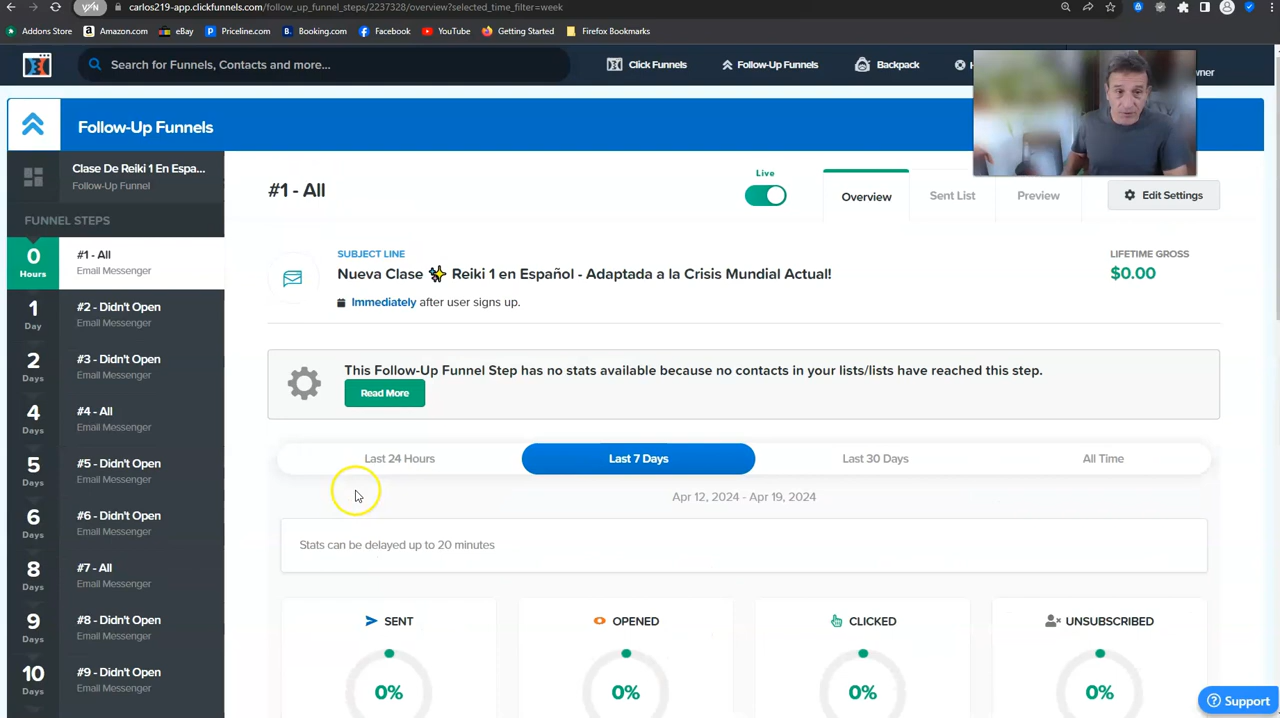 VPN
carlos219-app.clickfunnels.com/follow_up_funnel_steps/2237328/overview?selected_time_filter=week
Addons Store
Amazon.com
eBay
Priceline.com
Booking.com
Facebook
YouTube
Getting Started
Firefox Bookmarks
Search for Funnels, Contacts and more...
Click Funnels
Follow-Up Funnels
Backpack
Follow-Up Funnels
Clase De Reiki 1 En Espa...
Follow-Up Funnel
FUNNEL STEPS
0 Hours
#1 - All
Email Messenger
1 Day
#2 - Didn't Open
Email Messenger
2 Days
#3 - Didn't Open
Email Messenger
4 Days
#4 - All
Email Messenger
5 Days
#5 - Didn't Open
Email Messenger
6 Days
#6 - Didn't Open
Email Messenger
8 Days
#7 - All
Email Messenger
9 Days
#8 - Didn't Open
Email Messenger
10 Days
#9 - Didn't Open
Email Messenger
#1 - All
Live
Overview
Sent List
Preview
Edit Settings
SUBJECT LINE
Nueva Clase ✨ Reiki 1 en Español - Adaptada a la Crisis Mundial Actual!
Immediately after user signs up.
LIFETIME GROSS
$0.00
This Follow-Up Funnel Step has no stats available because no contacts in your lists/lists have reached this step.
Read More
Last 24 Hours
Last 7 Days
Last 30 Days
All Time
Apr 12, 2024 - Apr 19, 2024
Stats can be delayed up to 20 minutes
SENT
OPENED
CLICKED
UNSUBSCRIBED
0%
0%
0%
0%
Support